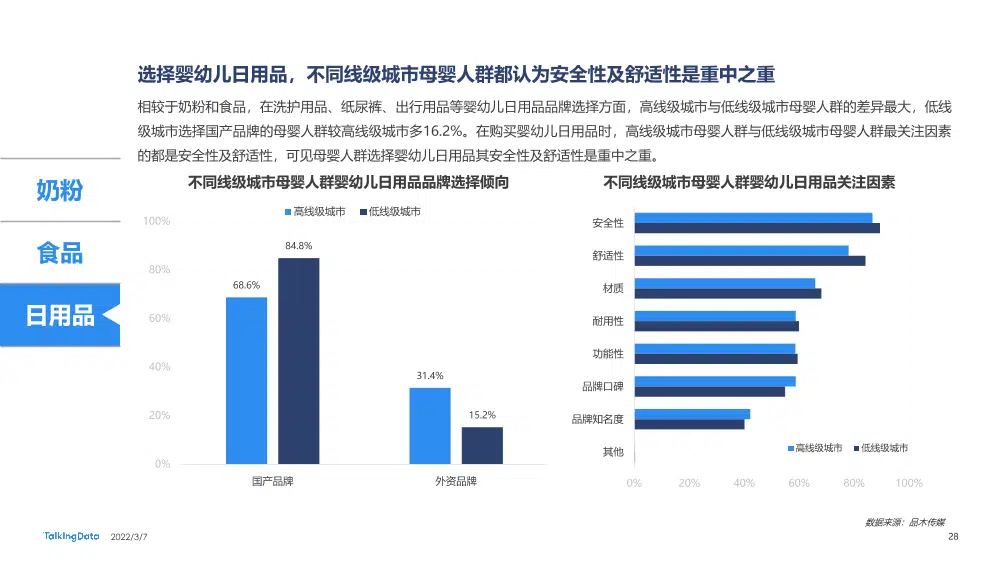 选择婴幼儿日用品，不同线级城市母婴人群都认为安全性及舒适性是重中之重
相较于奶粉和食品，在洗护用品、纸尿裤、出行用品等婴幼儿日用品品牌选择方面，高线级城市与低线级城市母婴人群的差异最大，低线
级城市选择国产品牌的母婴人群较高线级城市多16.2%。在购买婴幼儿日用品时，高线级城市母婴人群与低线级城市母婴人群最关注因素
的都是安全性及舒适性，可见母婴人群选择婴幼儿日用品其安全性及舒适性是重中之重。
奶粉
食品
日用品
不同线级城市母婴人群婴幼儿日用品品牌选择倾向
高线级城市 低线级城市
100%
80%
60%
40%
20%
0%
68.6%
84.8%
31.4%
15.2%
国产品牌
外资品牌
不同线级城市母婴人群婴幼儿日用品关注因素
安全性
舒适性
材质
耐用性
功能性
品牌口碑
品牌知名度
其他
高线级城市 低线级城市
0% 20% 40% 60% 80% 100%
数据来源：品木传媒
TalkingData 2022/3/7
28